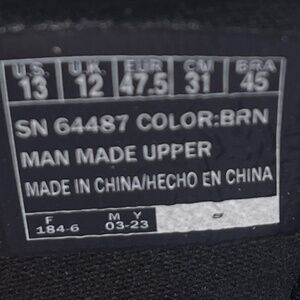 U.S. U.K. EUR CM BRA
13 12 47.5 31 45
SN 64487 COLOR:BRN
MAN MADE UPPER
MADE IN CHINA/HECHO EN CHINA
F M Y
184-6 03-23